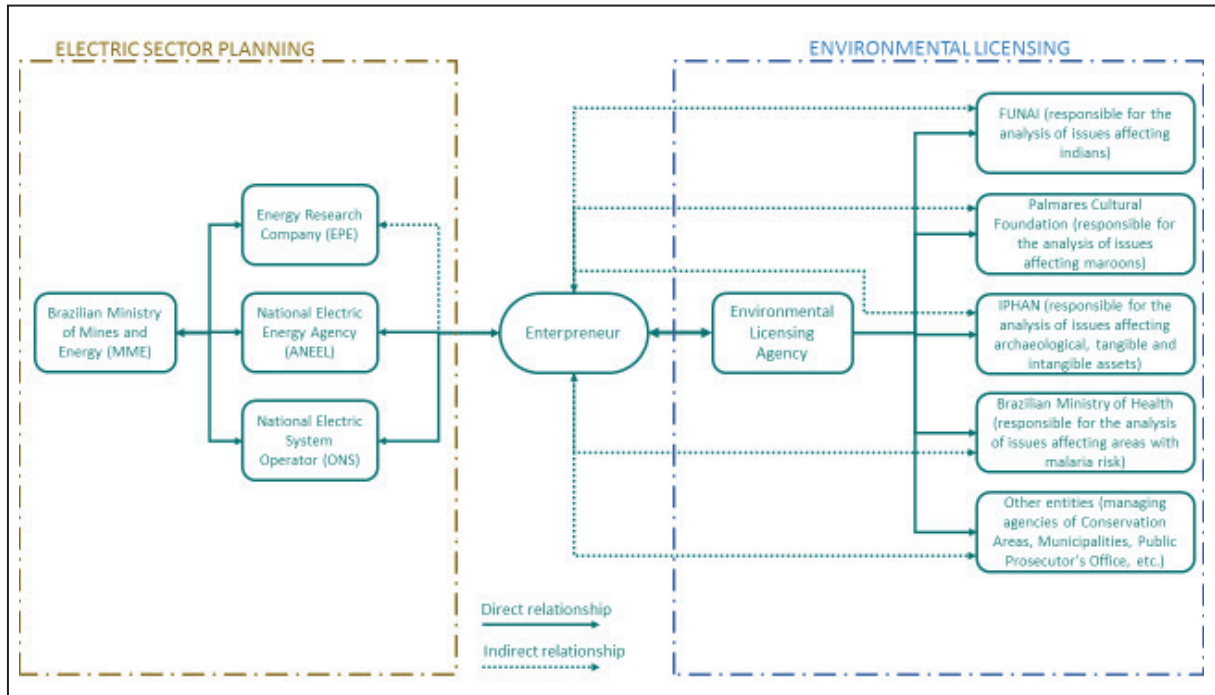 ELECTRIC SECTOR PLANNING
ENVIRONMENTAL LICENSING
Brazilian Ministry
of Mines and
Energy (MME)
Energy Research
Company (EPE)
National Electric
Energy Agency
(ANEEL)
National Electric
System
Operator (ONS)
Enterpreneur
Environmental
Licensing
Agency
FUNAI (responsible for the
analysis of issues affecting
indians)
Palmares Cultural
Foundation (responsible for
the analysis of issues
affecting maroons)
IPHAN (responsible for the
analysis of issues affecting
archaeological, tangible and
intangible assets)
Brazilian Ministry of Health
(responsible for the analysis
of issues affecting areas with
malaria risk)
Other entities (managing
agencies of Conservation
Areas, Municipalities, Public
Prosecutor's Office, etc.)
Direct relationship
Indirect relationship